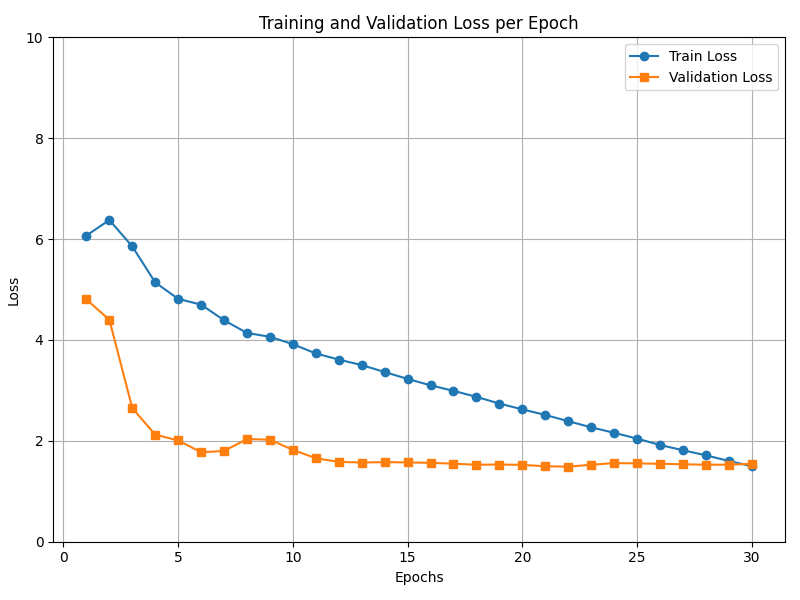 Training and Validation Loss per Epoch
10
8
6
4
2
0
Loss
Train Loss
Validation Loss
0 5 10 15 20 25 30
Epochs